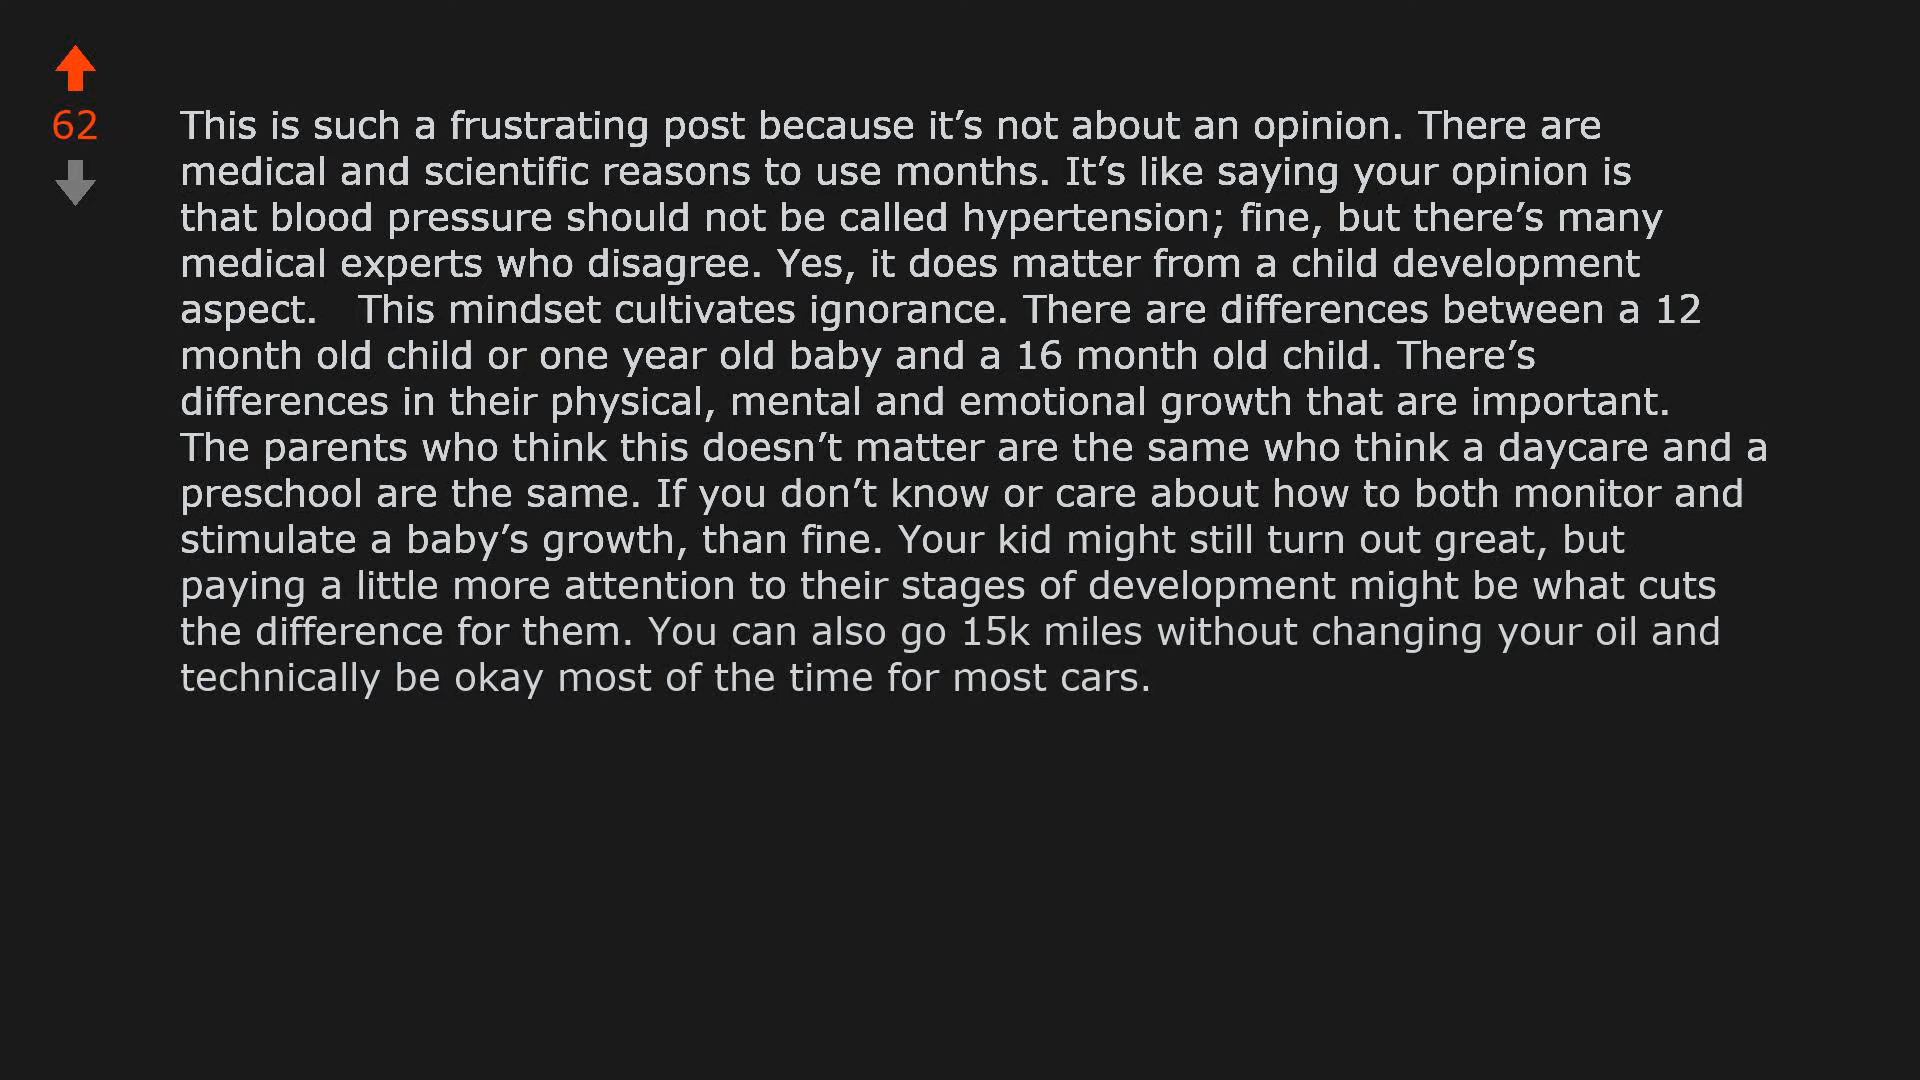 62
This is such a frustrating post because it’s not about an opinion. There are
medical and scientific reasons to use months. It’s like saying your opinion is
that blood pressure should not be called hypertension; fine, but there’s many
medical experts who disagree. Yes, it does matter from a child development
aspect.   This mindset cultivates ignorance. There are differences between a 12
month old child or one year old baby and a 16 month old child. There’s
differences in their physical, mental and emotional growth that are important.
The parents who think this doesn’t matter are the same who think a daycare and a
preschool are the same. If you don’t know or care about how to both monitor and
stimulate a baby’s growth, than fine. Your kid might still turn out great, but
paying a little more attention to their stages of development might be what cuts
the difference for them. You can also go 15k miles without changing your oil and
technically be okay most of the time for most cars.